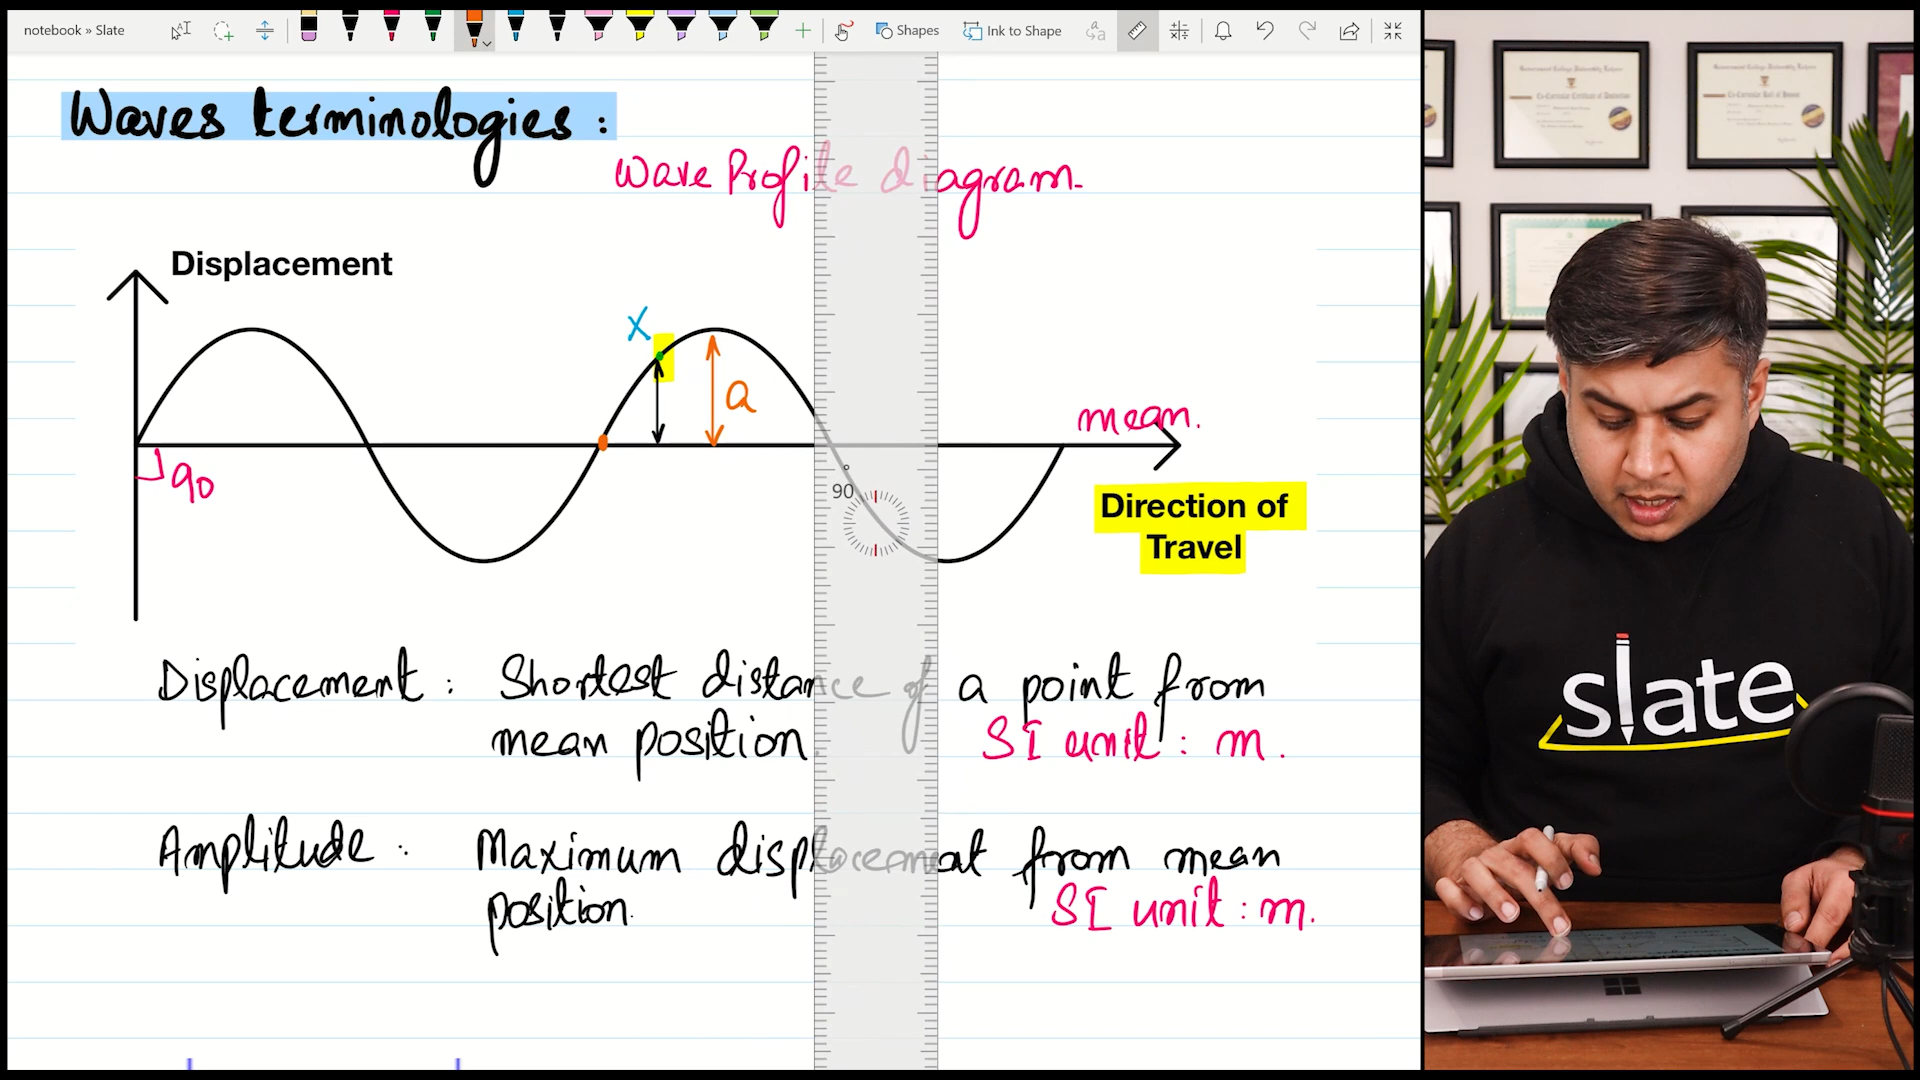 notebook » Slate
Shapes
Ink to Shape
Waves terminologies :
Wave Profile diagram.
Displacement
X
a
mean.
90
90°
Direction of
Travel
Displacement : Shortest distance of a point from
mean position.
SI unit : m.
Amplitude : Maximum displacement from mean
position.
SI unit : m.
slate